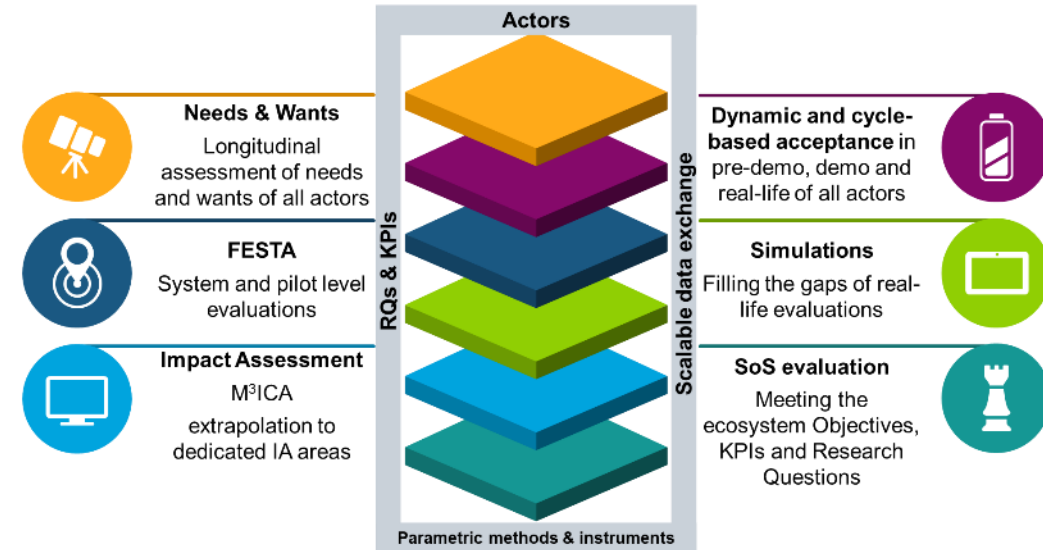 Actors
Needs & Wants
Longitudinal
assessment of needs
and wants of all actors
FESTA
System and pilot level
evaluations
Impact Assessment
M³ICA
extrapolation to
dedicated IA areas
RQs & KPIs
Scalable data exchange
Dynamic and cycle-
based acceptance in
pre-demo, demo and
real-life of all actors
Simulations
Filling the gaps of real-
life evaluations
SoS evaluation
Meeting the
ecosystem Objectives,
KPIs and Research
Questions
Parametric methods & instruments